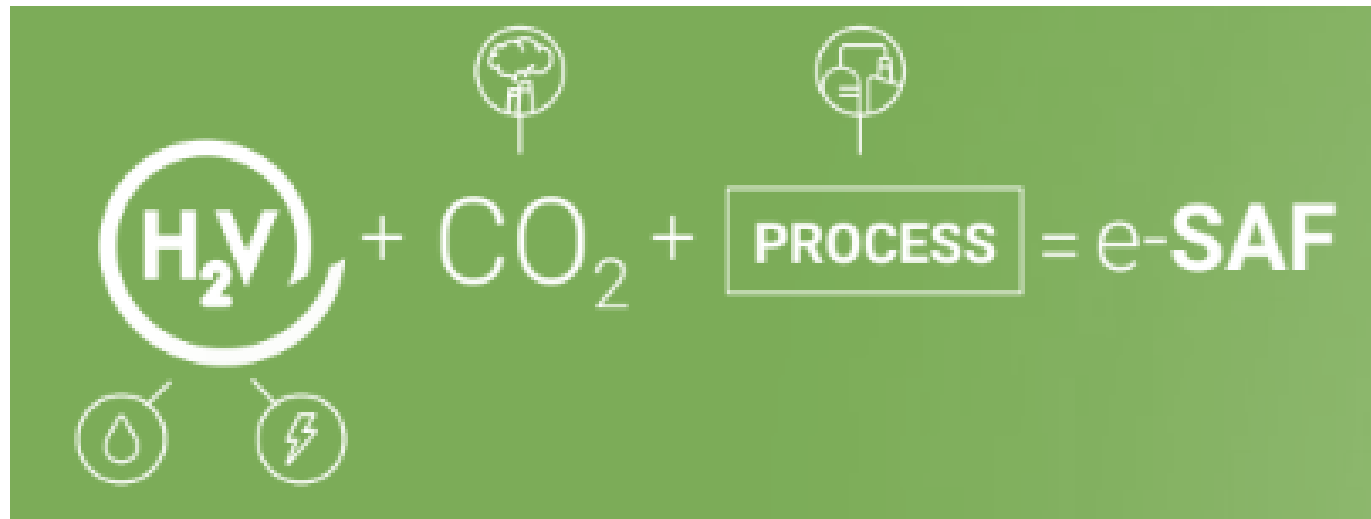 H₂V + CO₂ + PROCESS = e-SAF